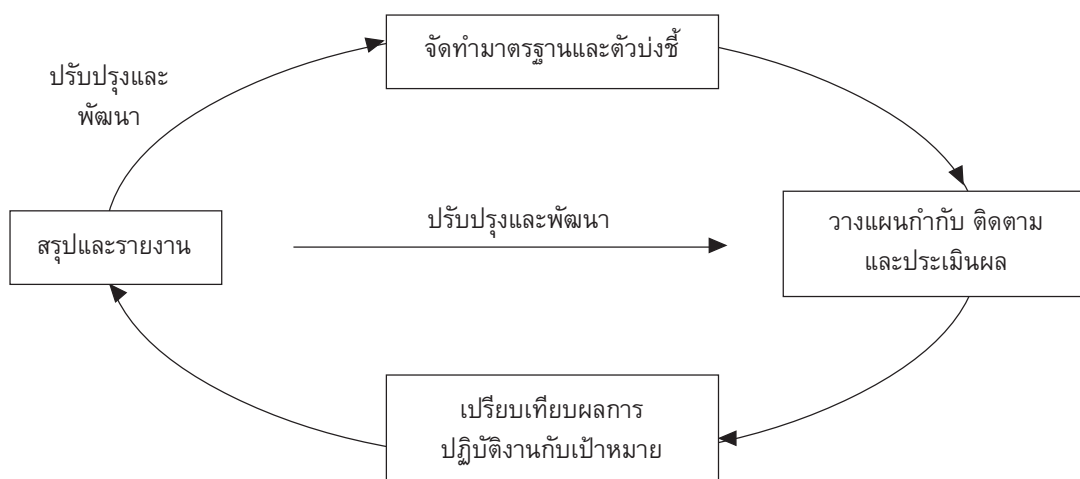 จัดทำมาตรฐานและตัวบ่งชี้
ปรับปรุงและ
พัฒนา
วางแผนกำกับ ติดตาม
และประเมินผล
ปรับปรุงและพัฒนา
สรุปและรายงาน
เปรียบเทียบผลการ
ปฏิบัติงานกับเป้าหมาย